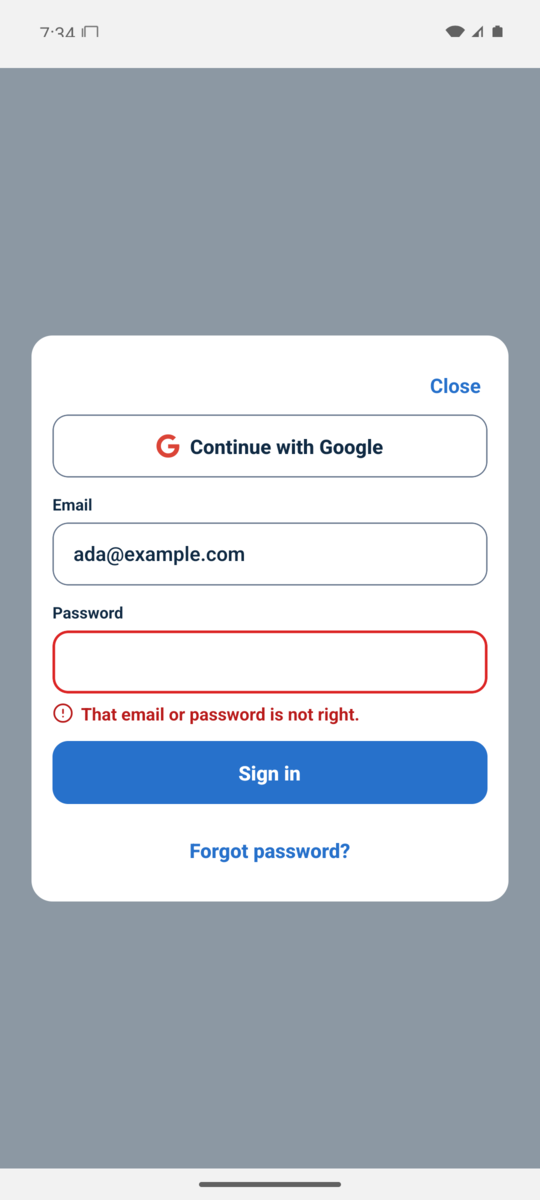 7:34
Close
Continue with Google
Email
ada@example.com
Password
That email or password is not right.
Sign in
Forgot password?